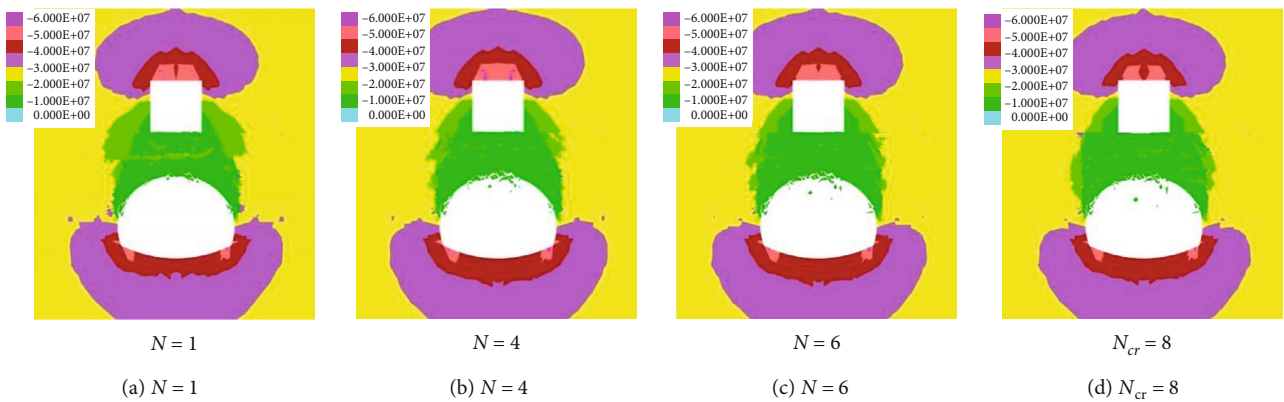 −6.000E+07
−5.000E+07
−4.000E+07
−3.000E+07
−2.000E+07
−1.000E+07
0.000E+00
−6.000E+07
−5.000E+07
−4.000E+07
−3.000E+07
−2.000E+07
−1.000E+07
0.000E+00
−6.000E+07
−5.000E+07
−4.000E+07
−3.000E+07
−2.000E+07
−1.000E+07
0.000E+00
−6.000E+07
−5.000E+07
−4.000E+07
−3.000E+07
−2.000E+07
−1.000E+07
0.000E+00
N = 1
N = 4
N = 6
Ncr = 8
(a) N = 1
(b) N = 4
(c) N = 6
(d) Ncr = 8